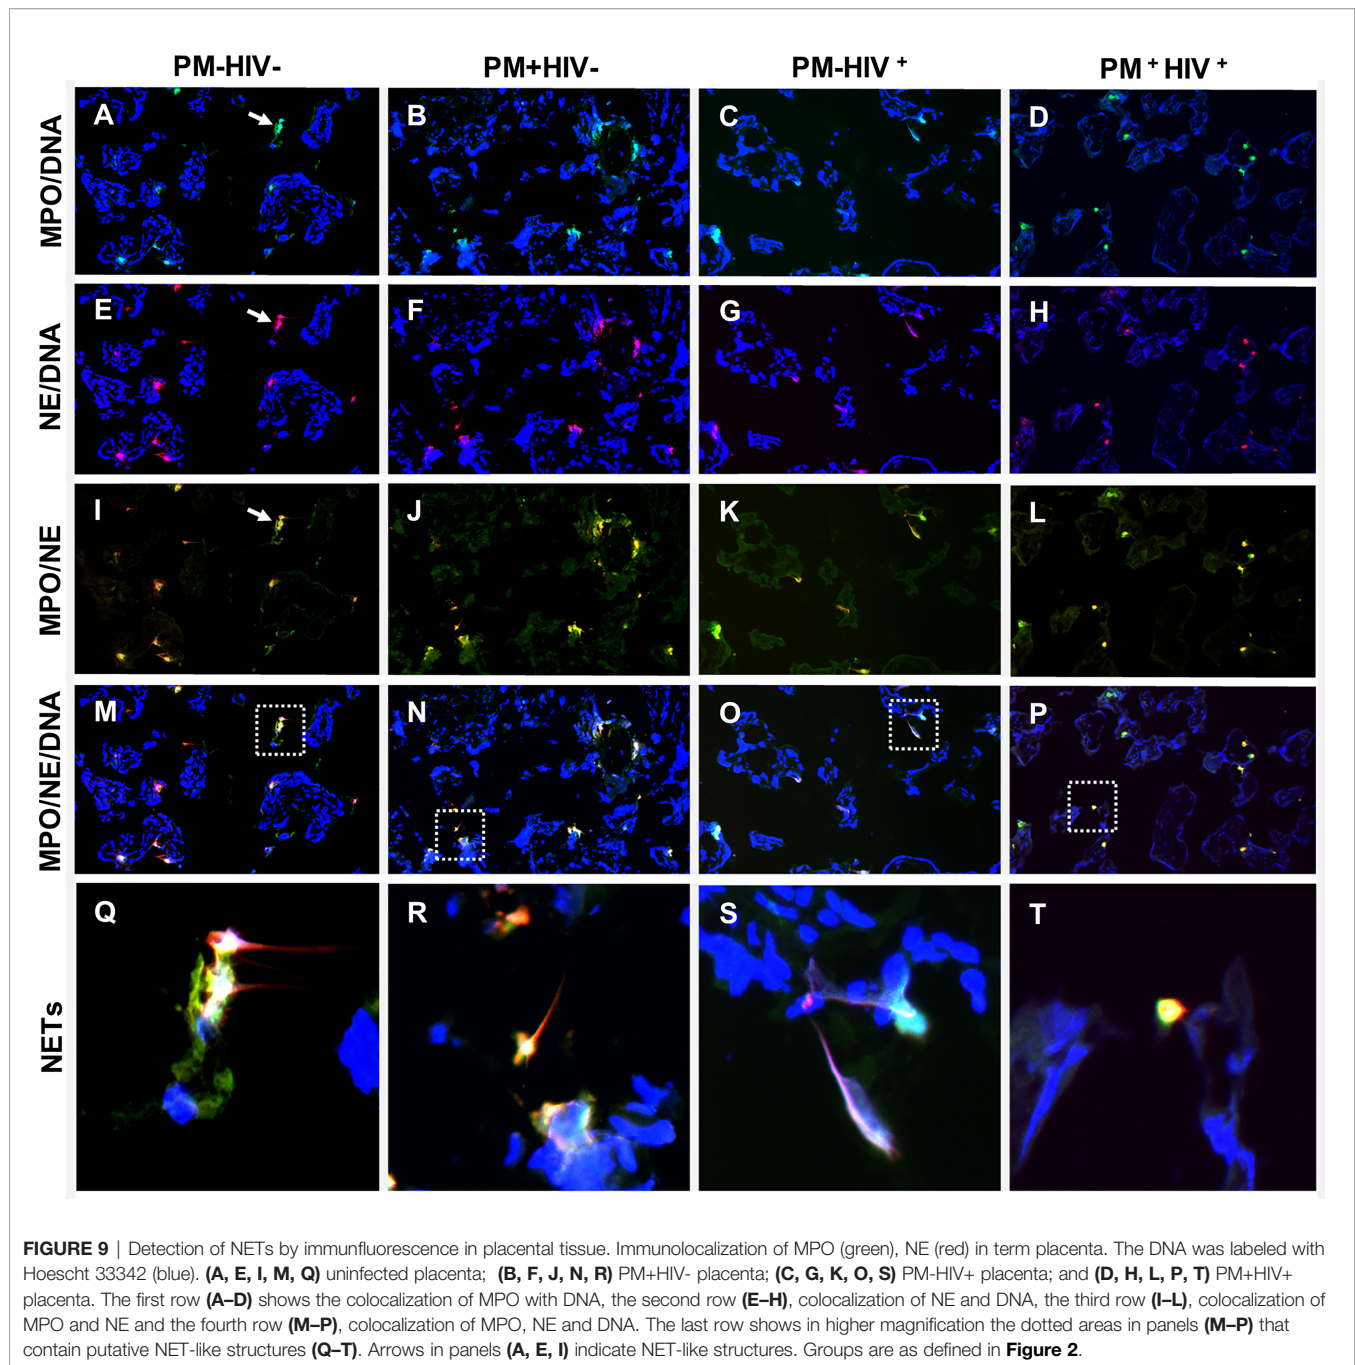 PM-HIV- PM+HIV- PM-HIV + PM + HIV +
MPO/DNA
A B C D
NE/DNA
E F G H
MPO/NE
I J K L
MPO/NE/DNA
M N O P
NETs
Q R S T
FIGURE 9 | Detection of NETs by immunfluorescence in placental tissue. Immunolocalization of MPO (green), NE (red) in term placenta. The DNA was labeled with
Hoescht 33342 (blue). (A, E, I, M, Q) uninfected placenta; (B, F, J, N, R) PM+HIV- placenta; (C, G, K, O, S) PM-HIV+ placenta; and (D, H, L, P, T) PM+HIV+
placenta. The first row (A–D) shows the colocalization of MPO with DNA, the second row (E–H), colocalization of NE and DNA, the third row (I–L), colocalization of
MPO and NE and the fourth row (M–P), colocalization of MPO, NE and DNA. The last row shows in higher magnification the dotted areas in panels (M–P) that
contain putative NET-like structures (Q–T). Arrows in panels (A, E, I) indicate NET-like structures. Groups are as defined in Figure 2.